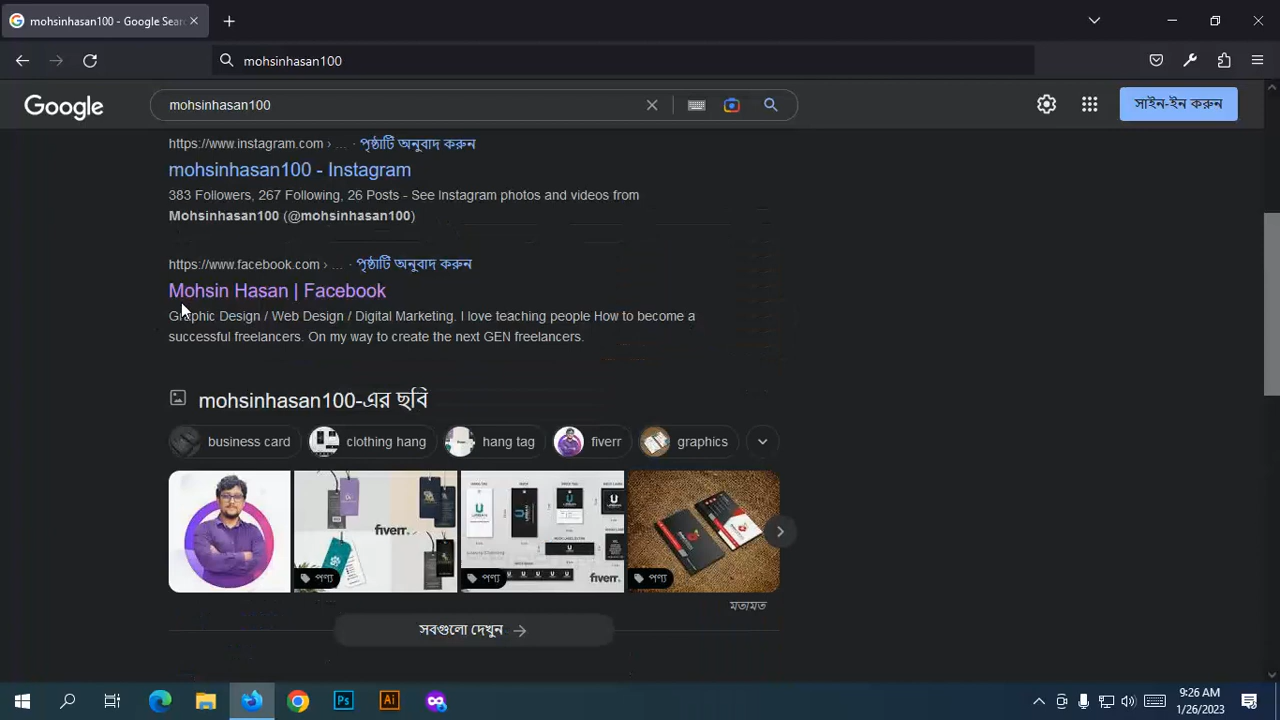 mohsinhasan100 - Google Sear
mohsinhasan100
Google
mohsinhasan100
সাইন-ইন করুন
https://www.instagram.com › ... · পৃষ্ঠাটি অনুবাদ করুন
mohsinhasan100 - Instagram
383 Followers, 267 Following, 26 Posts - See Instagram photos and videos from
Mohsinhasan100 (@mohsinhasan100)
https://www.facebook.com › ... · পৃষ্ঠাটি অনুবাদ করুন
Mohsin Hasan | Facebook
Graphic Design / Web Design / Digital Marketing. I love teaching people How to become a
successful freelancers. On my way to create the next GEN freelancers.
mohsinhasan100-এর ছবি
business card
clothing hang
hang tag
fiverr
graphics
fiverr.
fiverr.
পণ্য
পণ্য
পণ্য
মতামত
সবগুলো দেখুন →
Ps
Ai
9:26 AM
1/26/2023